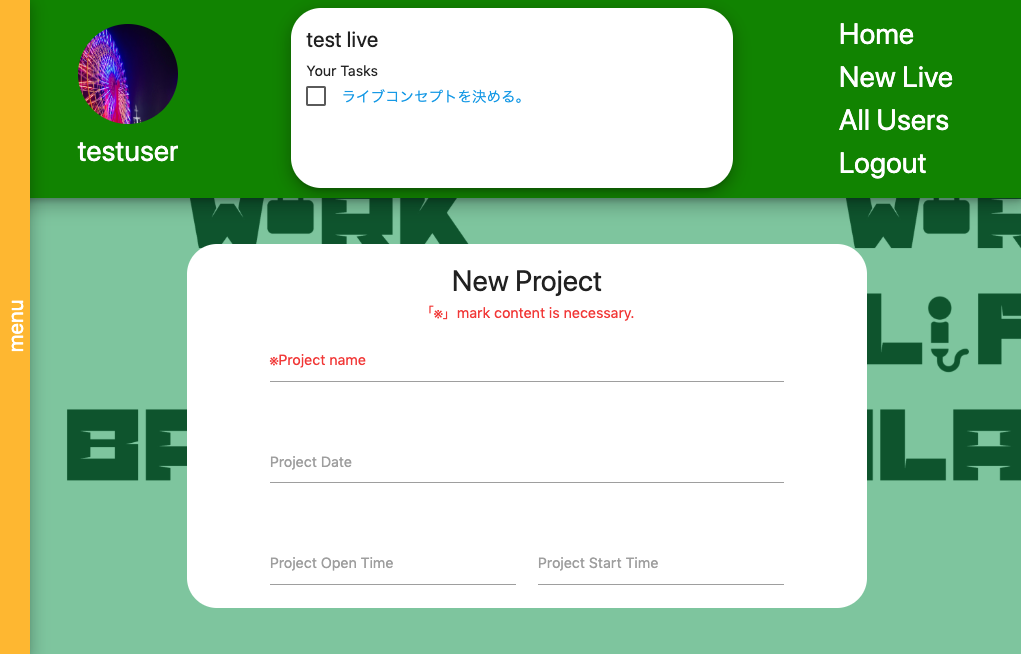 menu
testuser
test live
Your Tasks
ライブコンセプトを決める。
Home
New Live
All Users
Logout
WORK
New Project
「※」mark content is necessary.
※Project name
Project Date
Project Open Time
Project Start Time